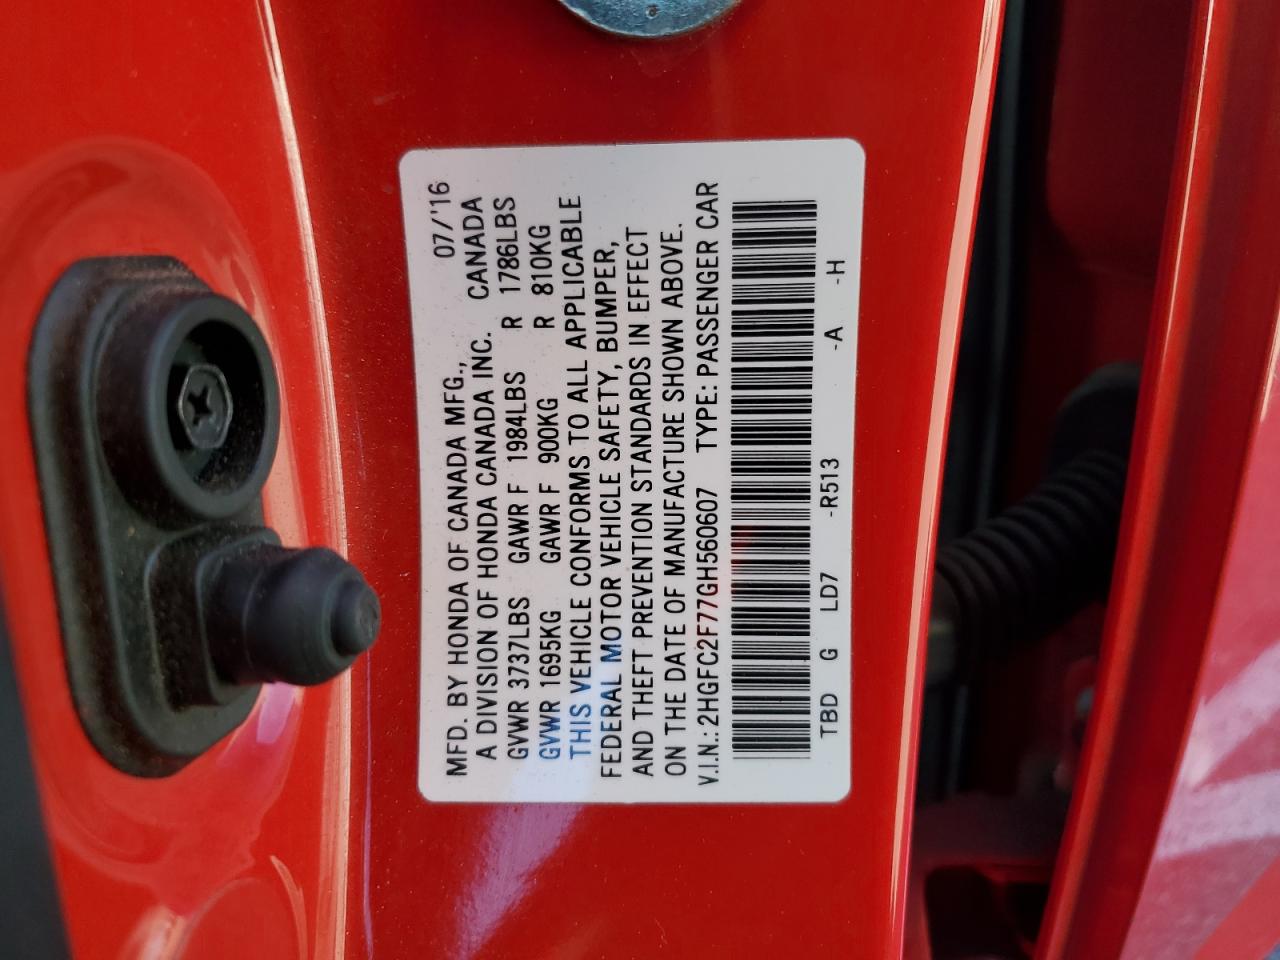 MFD. BY HONDA OF CANADA MFG., 07/'16
A DIVISION OF HONDA CANADA INC. CANADA
GVWR 3737LBS GAWR F 1984LBS R 1786LBS
GVWR 1695KG GAWR F 900KG R 810KG
THIS VEHICLE CONFORMS TO ALL APPLICABLE
FEDERAL MOTOR VEHICLE SAFETY, BUMPER,
AND THEFT PREVENTION STANDARDS IN EFFECT
ON THE DATE OF MANUFACTURE SHOWN ABOVE.
V.I.N.: 2HGFC2F77GH560607 TYPE: PASSENGER CAR
TBD G LD7 -R513 -A -H